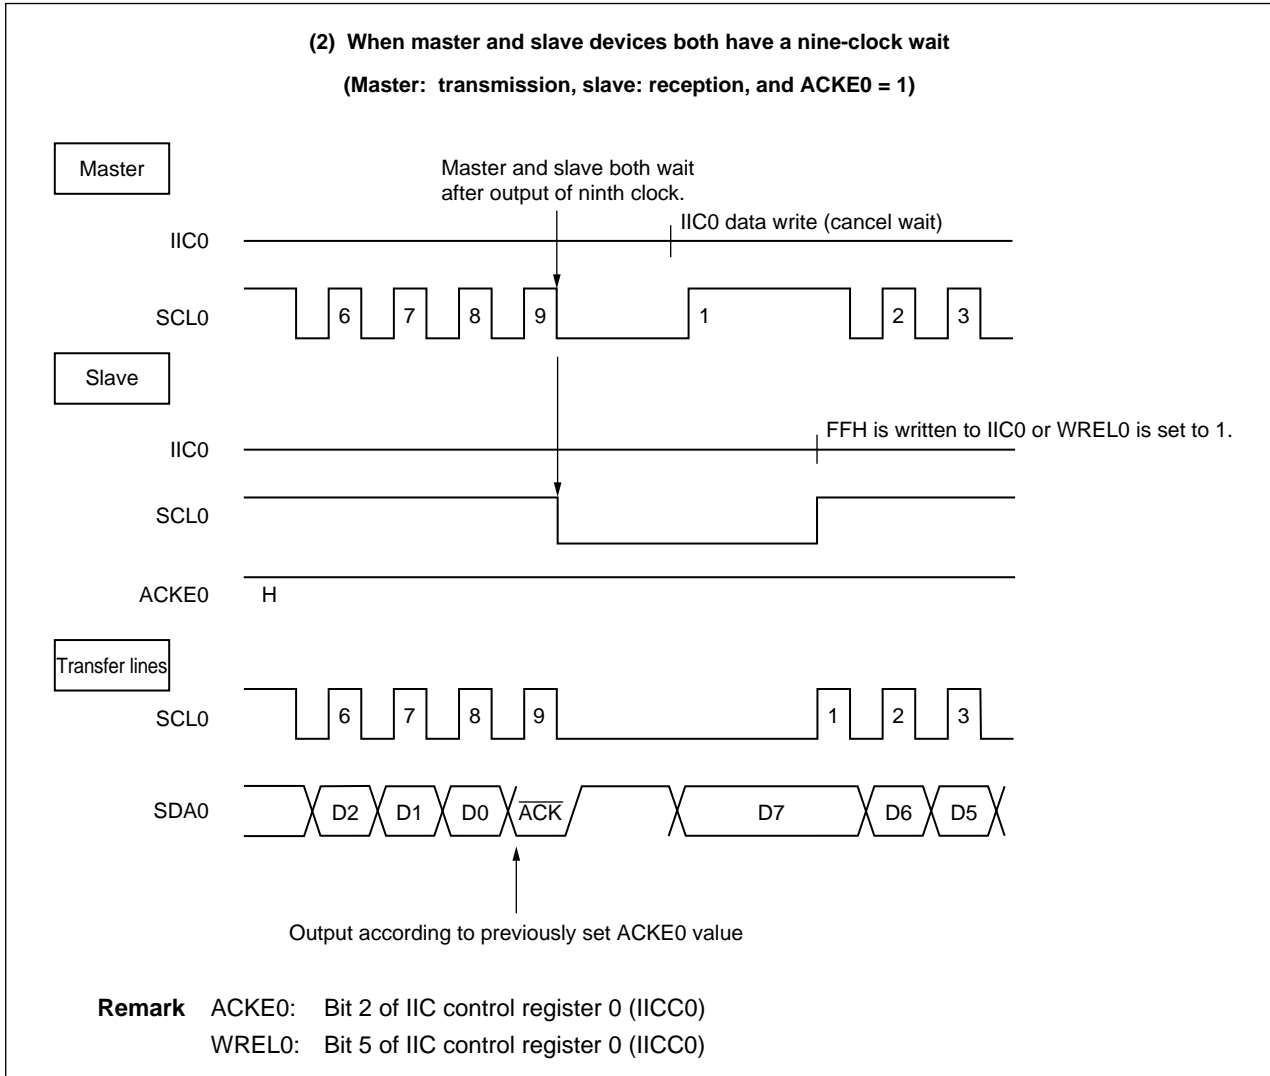 (2) When master and slave devices both have a nine-clock wait
(Master: transmission, slave: reception, and ACKE0 = 1)
Master
Master and slave both wait
after output of ninth clock.
IIC0 data write (cancel wait)
IIC0
SCL0 6 7 8 9 1 2 3
Slave
FFH is written to IIC0 or WREL0 is set to 1.
IIC0
SCL0
ACKE0 H
Transfer lines
SCL0 6 7 8 9 1 2 3
SDA0 D2 D1 D0 ACK D7 D6 D5
Output according to previously set ACKE0 value
Remark ACKE0: Bit 2 of IIC control register 0 (IICC0)
WREL0: Bit 5 of IIC control register 0 (IICC0)